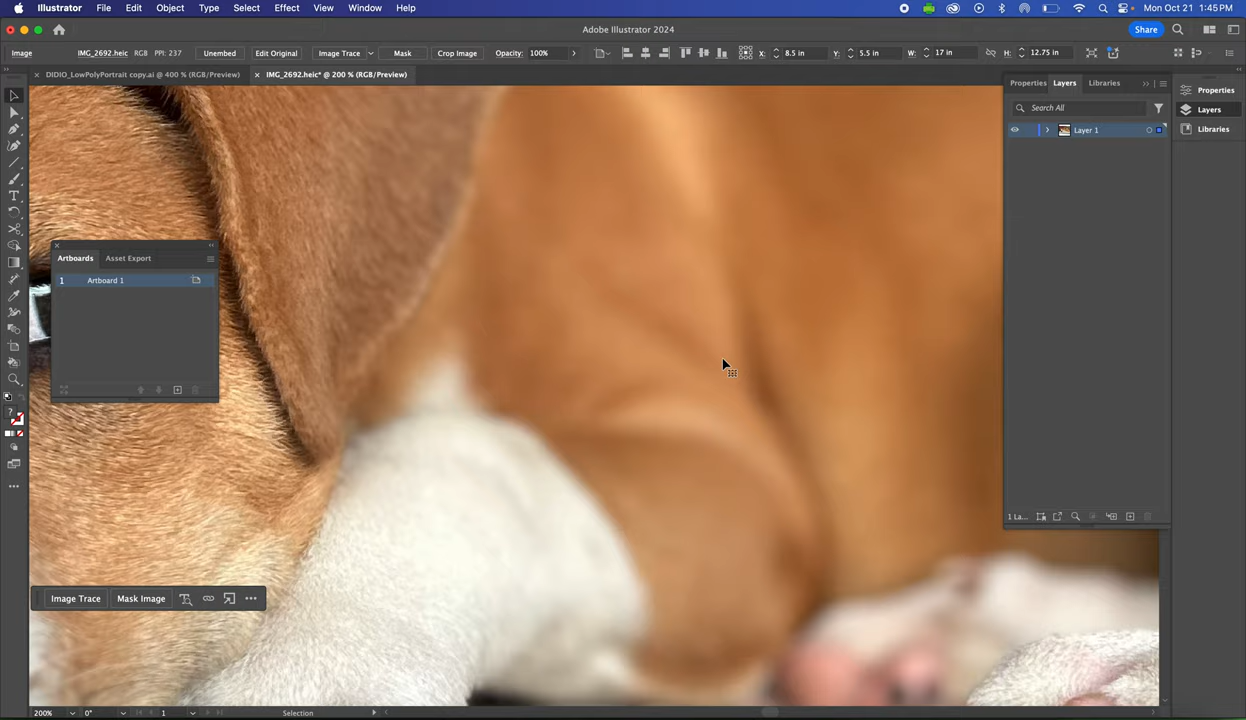 Illustrator File Edit Object Type Select Effect View Window Help Mon Oct 21 1:45PM
Adobe Illustrator 2024 Share
Image IMG_2692.heic RGB PPI: 237 Unembed Edit Original Image Trace Mask Crop Image Opacity: 100% X: 8.5 in Y: 5.5 in W: 17 in H: 12.75 in
× DIDIO_LowPolyPortrait copy.ai @ 400 % (RGB/Preview) × IMG_2692.heic* @ 200 % (RGB/Preview)
Properties Layers Libraries
Properties
Search All
Layers
Layer 1
Libraries
Artboards Asset Export
1 Artboard 1
1 La...
Image Trace Mask Image
200% 0° 1 Selection